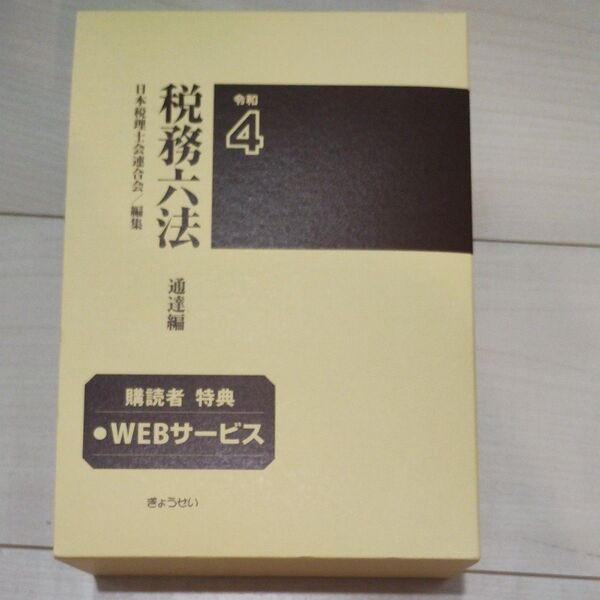 令和
4
税務六法
通達編
日本税理士会連合会/編集
購読者 特典
●WEBサービス
ぎょうせい